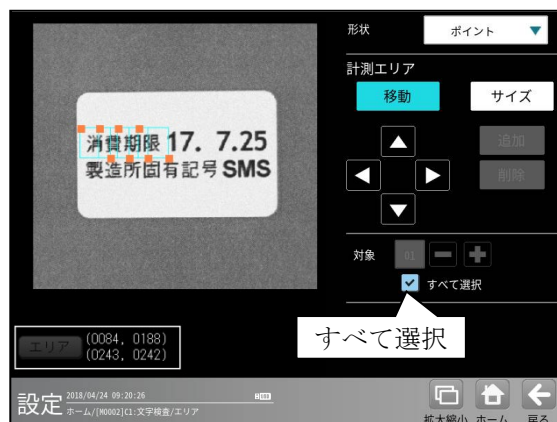 形状 ポイント
計測エリア
移動 サイズ
追加
削除
消費期限 17. 7.25
製造所固有記号 SMS
対象 01
すべて選択
すべて選択
エリア (0084, 0188)
(0243, 0242)
設定 2018/04/24 09:20:26
ホーム/[M0002]C1:文字検査/エリア
拡大縮小 ホーム 戻る